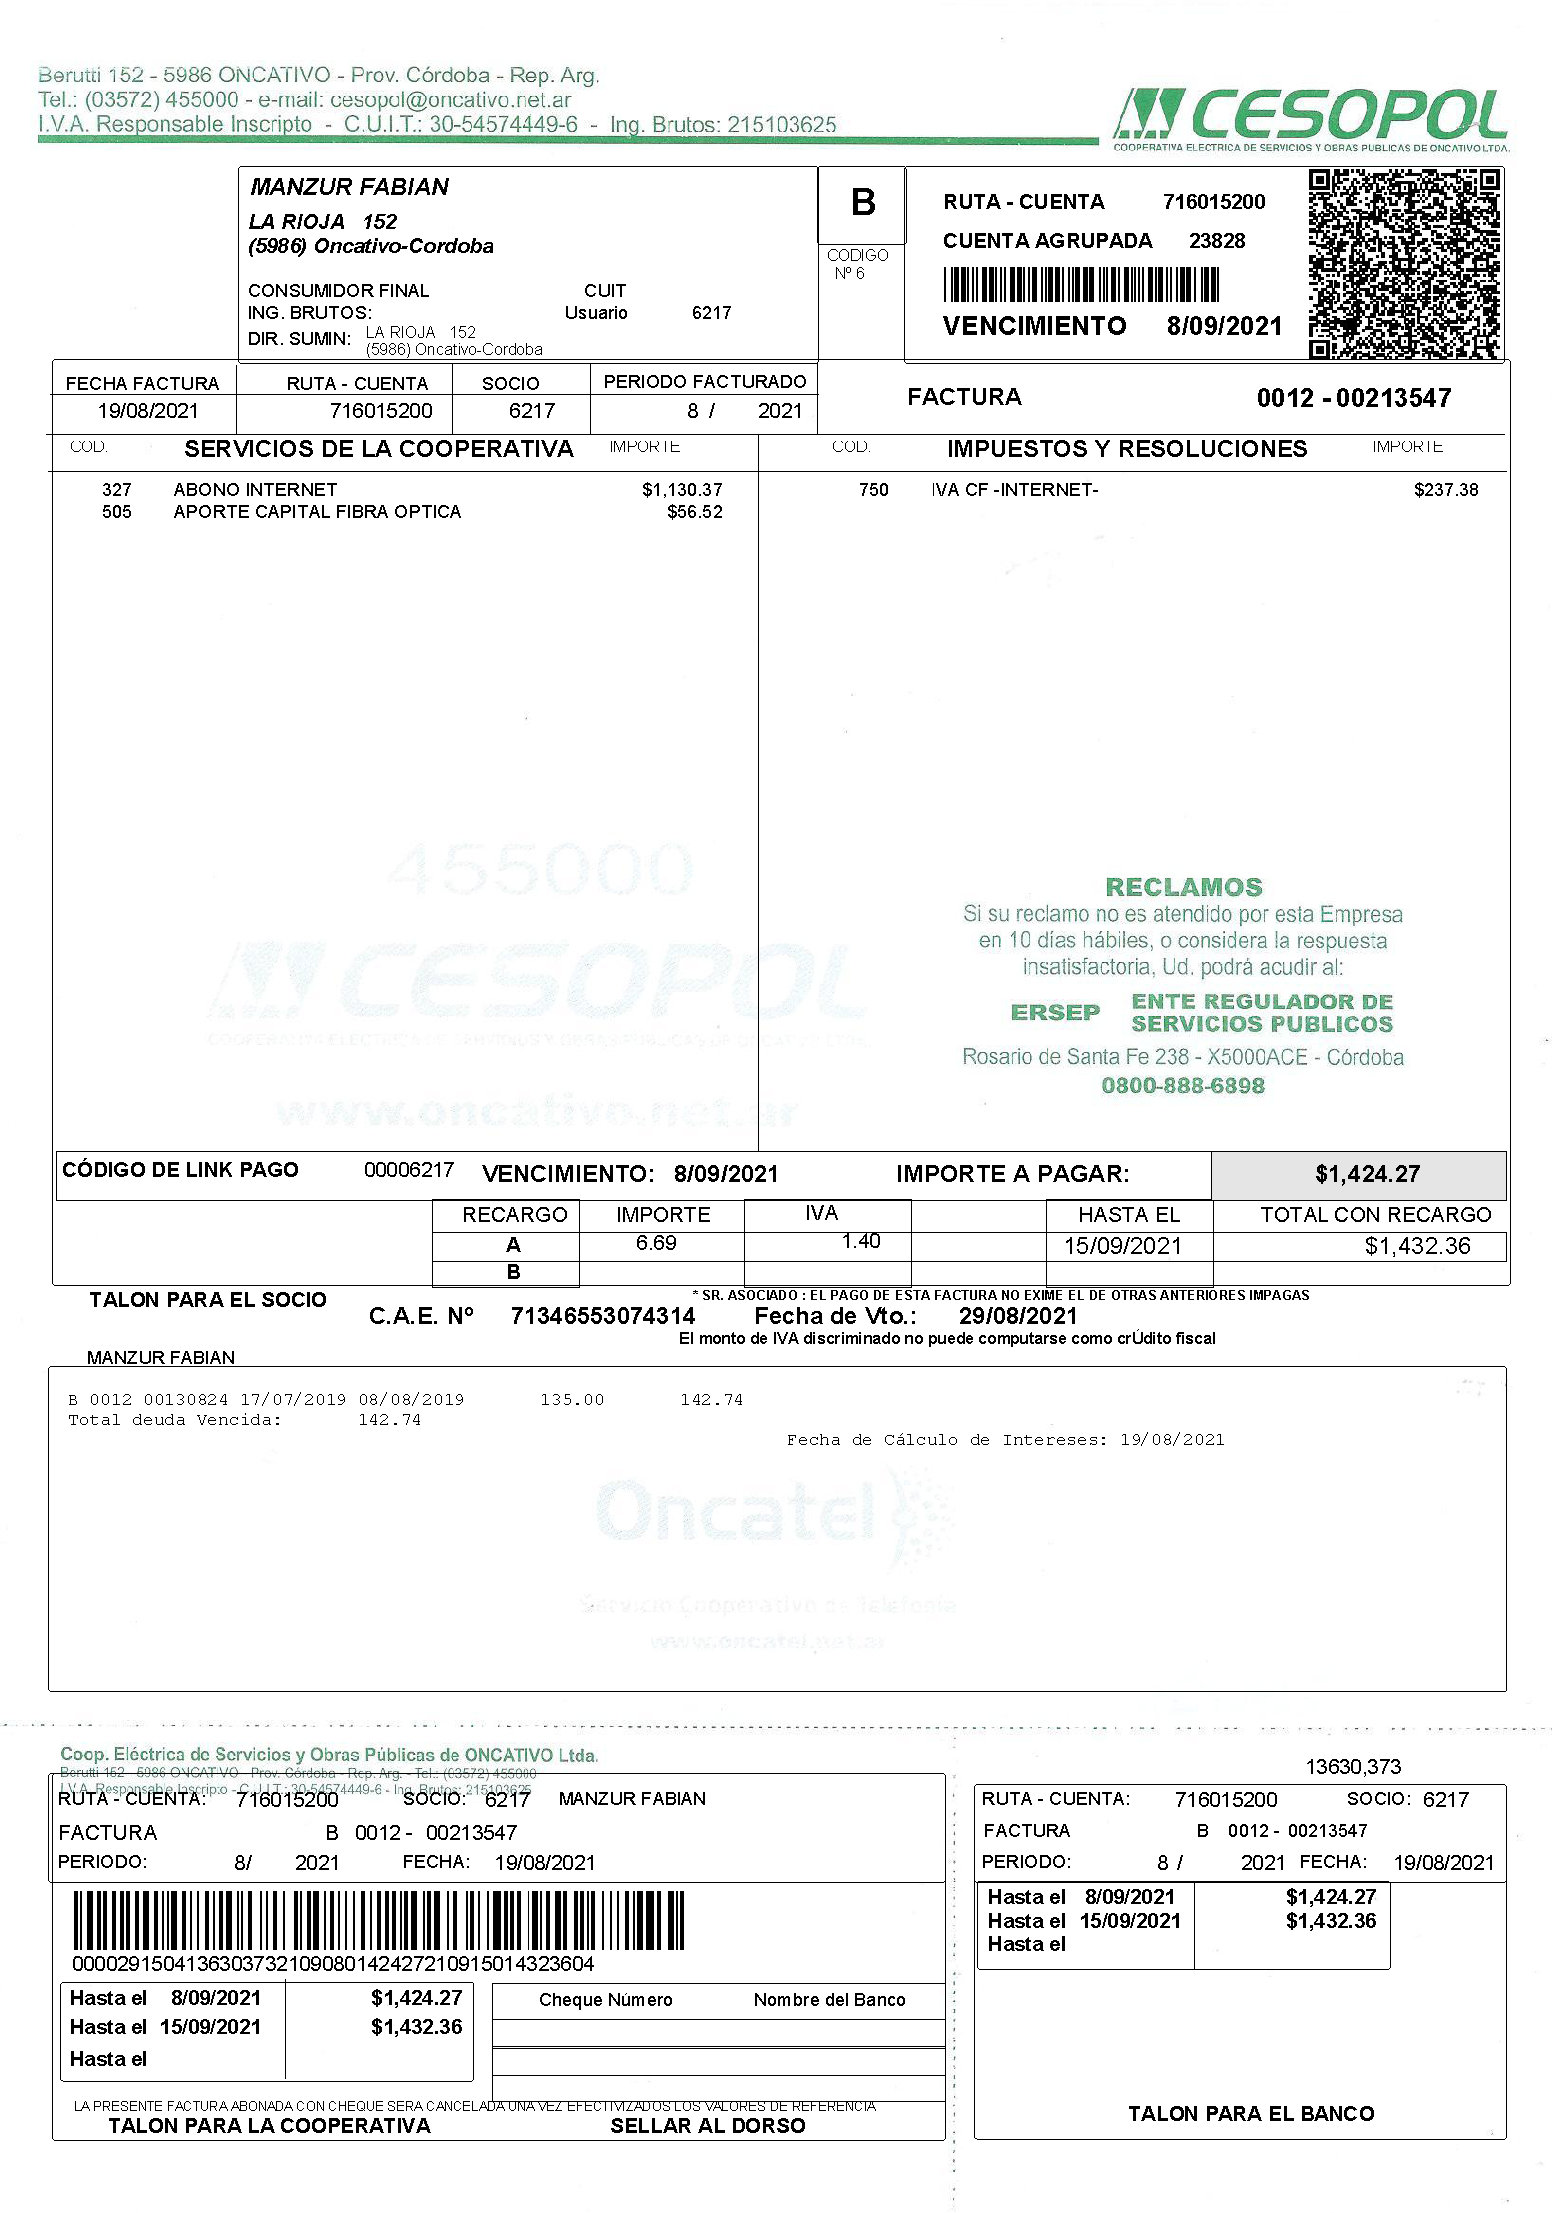 Berutti 152 - 5986 ONCATIVO - Prov. Córdoba - Rep. Arg.
Tel.: (03572) 455000 - e-mail: cesopol@oncativo.net.ar
I.V.A. Responsable Inscripto - C.U.I.T.: 30-54574449-6 - Ing. Brutos: 215103625
CESOPOL
COOPERATIVA ELECTRICA DE SERVICIOS Y OBRAS PUBLICAS DE ONCATIVO LTDA.
MANZUR FABIAN
LA RIOJA 152
(5986) Oncativo-Cordoba
CONSUMIDOR FINAL CUIT
ING. BRUTOS: Usuario 6217
DIR. SUMIN: LA RIOJA 152
(5986) Oncativo-Cordoba
B
CODIGO
Nº 6
RUTA - CUENTA 716015200
CUENTA AGRUPADA 23828
VENCIMIENTO 8/09/2021
FECHA FACTURA RUTA - CUENTA SOCIO PERIODO FACTURADO
19/08/2021 716015200 6217 8 / 2021
FACTURA 0012 - 00213547
COD. SERVICIOS DE LA COOPERATIVA IMPORTE COD. IMPUESTOS Y RESOLUCIONES IMPORTE
327 ABONO INTERNET $1,130.37 750 IVA CF -INTERNET- $237.38
505 APORTE CAPITAL FIBRA OPTICA $56.52
455000
CESOPOL
COOPERATIVA ELECTRICA DE SERVICIOS Y OBRAS PUBLICAS DE ONCATIVO LTDA.
www.oncativo.net.ar
RECLAMOS
Si su reclamo no es atendido por esta Empresa
en 10 días hábiles, o considera la respuesta
insatisfactoria, Ud. podrá acudir al:
ERSEP ENTE REGULADOR DE
SERVICIOS PUBLICOS
Rosario de Santa Fe 238 - X5000ACE - Córdoba
0800-888-6898
CÓDIGO DE LINK PAGO 00006217 VENCIMIENTO: 8/09/2021 IMPORTE A PAGAR: $1,424.27
RECARGO IMPORTE IVA HASTA EL TOTAL CON RECARGO
A 6.69 1.40 15/09/2021 $1,432.36
B
TALON PARA EL SOCIO
* SR. ASOCIADO : EL PAGO DE ESTA FACTURA NO EXIME EL DE OTRAS ANTERIORES IMPAGAS
C.A.E. Nº 71346553074314 Fecha de Vto.: 29/08/2021
El monto de IVA discriminado no puede computarse como crÚdito fiscal
MANZUR FABIAN
B 0012 00130824 17/07/2019 08/08/2019 135.00 142.74
Total deuda Vencida: 142.74
Fecha de Cálculo de Intereses: 19/08/2021
Oncatel
Servicio Cooperativo de Telefonía
www.oncatel.net.ar
Coop. Eléctrica de Servicios y Obras Públicas de ONCATIVO Ltda.
Berutti 152 - 5986 ONCATIVO - Prov. Córdoba - Rep. Arg. - Tel.: (03572) 455000
I.V.A. Responsable Inscripto - C.U.I.T.: 30-54574449-6 - Ing. Brutos: 215103625
RUTA - CUENTA: 716015200 SOCIO: 6217 MANZUR FABIAN
FACTURA B 0012 - 00213547
PERIODO: 8/ 2021 FECHA: 19/08/2021
00002915041363037321090801424272109150143236​04
Hasta el 8/09/2021 $1,424.27
Hasta el 15/09/2021 $1,432.36
Hasta el
Cheque Número Nombre del Banco
LA PRESENTE FACTURA ABONADA CON CHEQUE SERA CANCELADA UNA VEZ EFECTIVIZADOS LOS VALORES DE REFERENCIA
TALON PARA LA COOPERATIVA SELLAR AL DORSO
13630,373
RUTA - CUENTA: 716015200 SOCIO: 6217
FACTURA B 0012 - 00213547
PERIODO: 8 / 2021 FECHA: 19/08/2021
Hasta el 8/09/2021 $1,424.27
Hasta el 15/09/2021 $1,432.36
Hasta el
TALON PARA EL BANCO